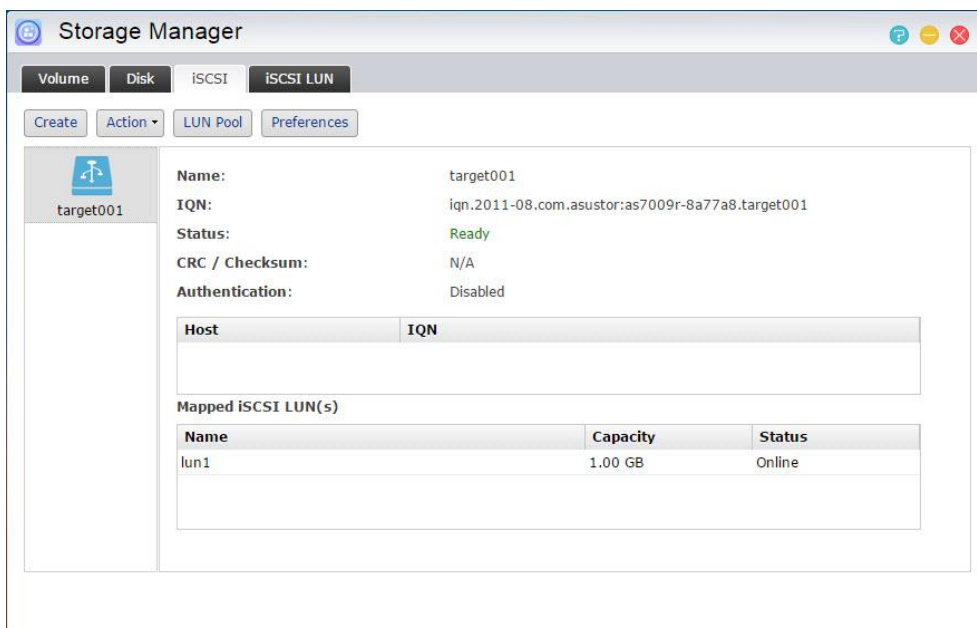 Storage Manager
Volume Disk iSCSI iSCSI LUN
Create Action LUN Pool Preferences
target001
Name: target001
IQN: iqn.2011-08.com.asustor:as7009r-8a77a8.target001
Status: Ready
CRC / Checksum: N/A
Authentication: Disabled
Host IQN
Mapped iSCSI LUN(s)
Name Capacity Status
lun1 1.00 GB Online